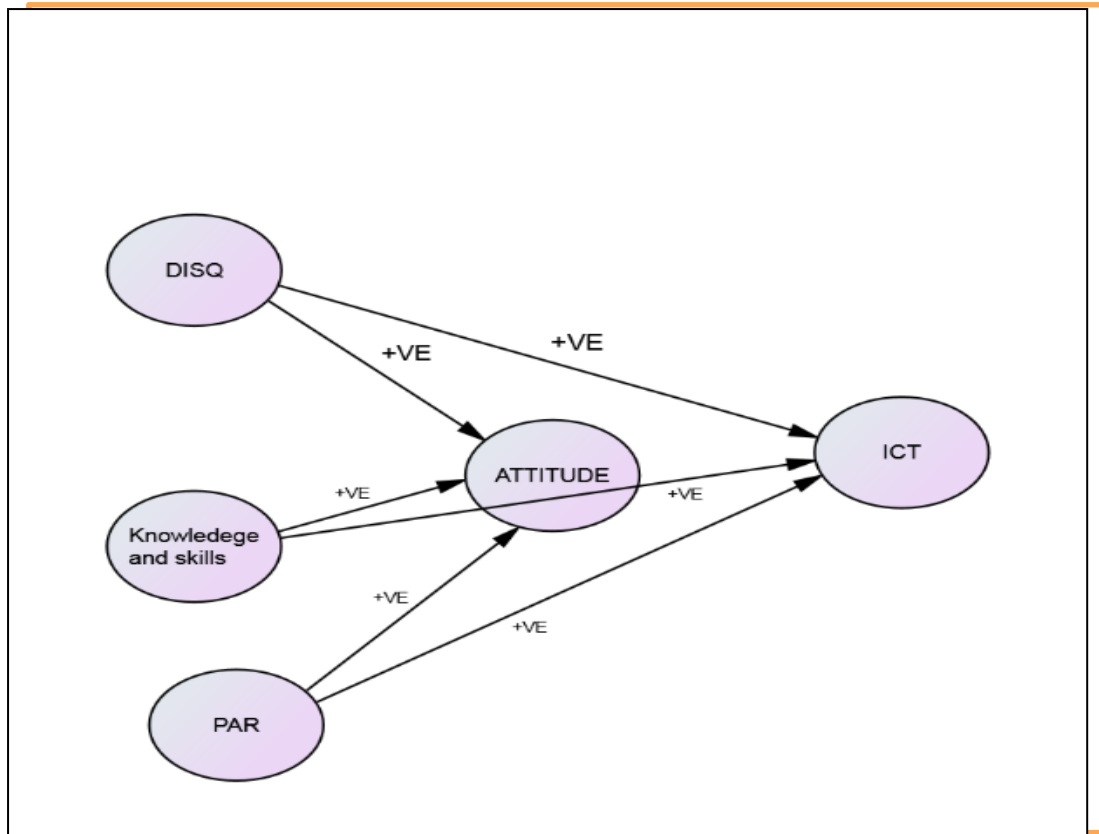 DISQ
+VE
+VE
ATTITUDE
ICT
+VE
+VE
Knowledege
and skills
+VE
+VE
PAR